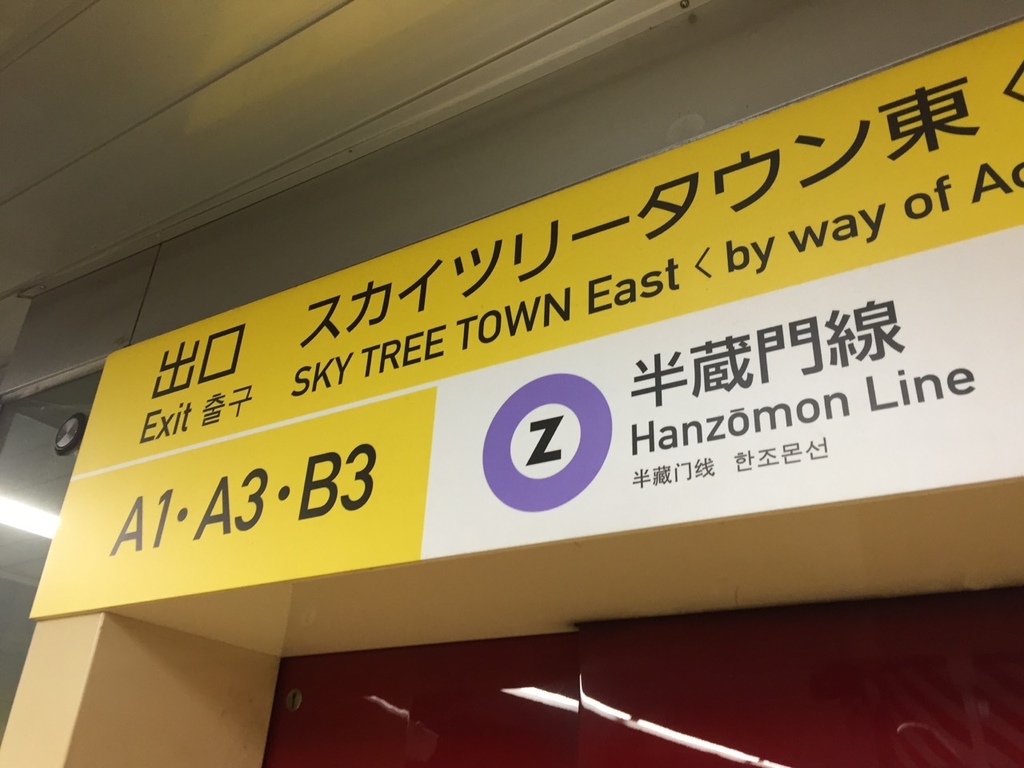 出口 スカイツリータウン東 〈
Exit 출구 SKY TREE TOWN East 〈 by way of
A1・A3・B3
Z 半蔵門線
Hanzōmon Line
半藏门线 한조몬선